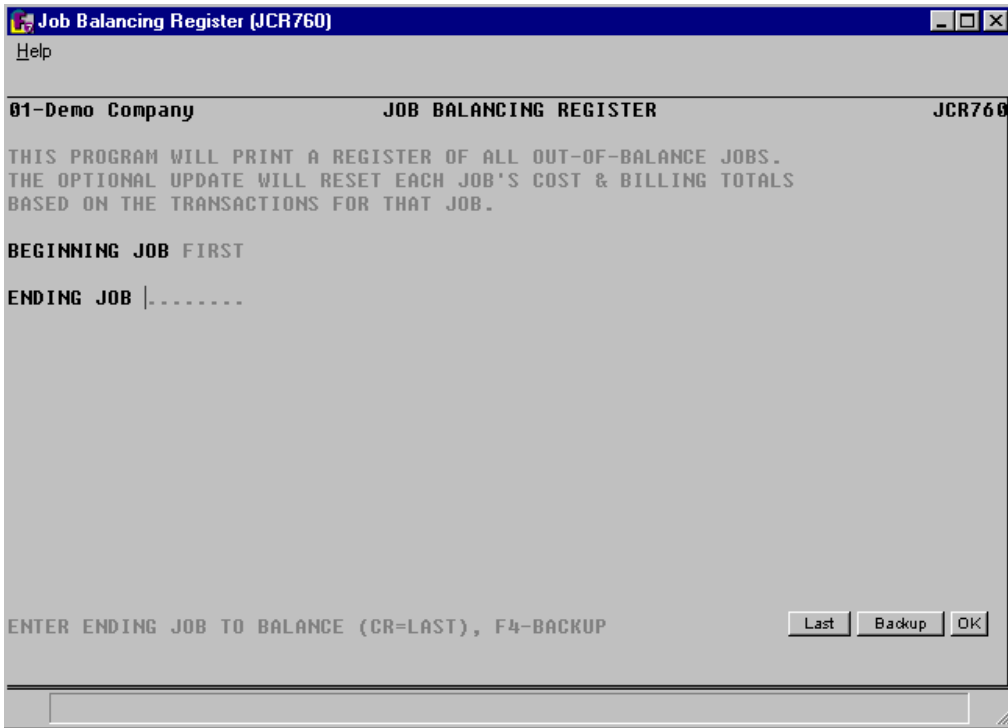 Job Balancing Register (JCR760)
Help
01-Demo Company JOB BALANCING REGISTER JCR760
THIS PROGRAM WILL PRINT A REGISTER OF ALL OUT-OF-BALANCE JOBS.
THE OPTIONAL UPDATE WILL RESET EACH JOB'S COST & BILLING TOTALS
BASED ON THE TRANSACTIONS FOR THAT JOB.
BEGINNING JOB FIRST
ENDING JOB ........
ENTER ENDING JOB TO BALANCE (CR=LAST), F4-BACKUP Last Backup OK